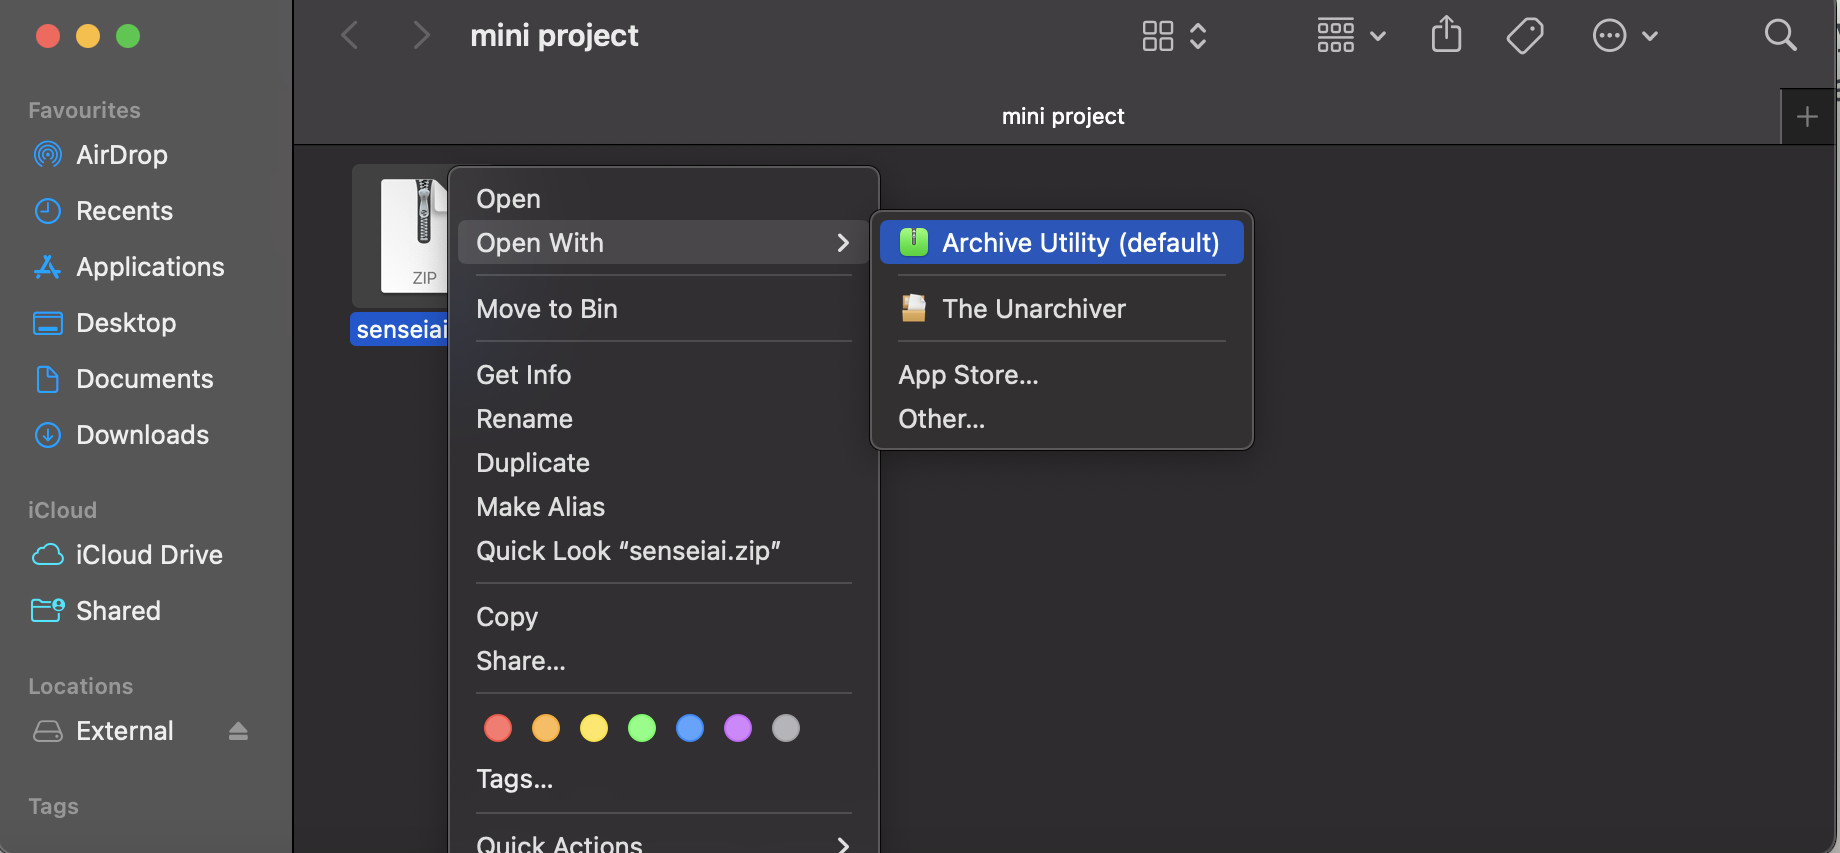 mini project
mini project
Favourites
AirDrop
Recents
Applications
Desktop
Documents
Downloads
iCloud
iCloud Drive
Shared
Locations
External
Tags
ZIP
senseiai
Open
Open With
Move to Bin
Get Info
Rename
Duplicate
Make Alias
Quick Look “senseiai.zip”
Copy
Share...
Tags...
Quick Actions
Archive Utility (default)
The Unarchiver
App Store...
Other...